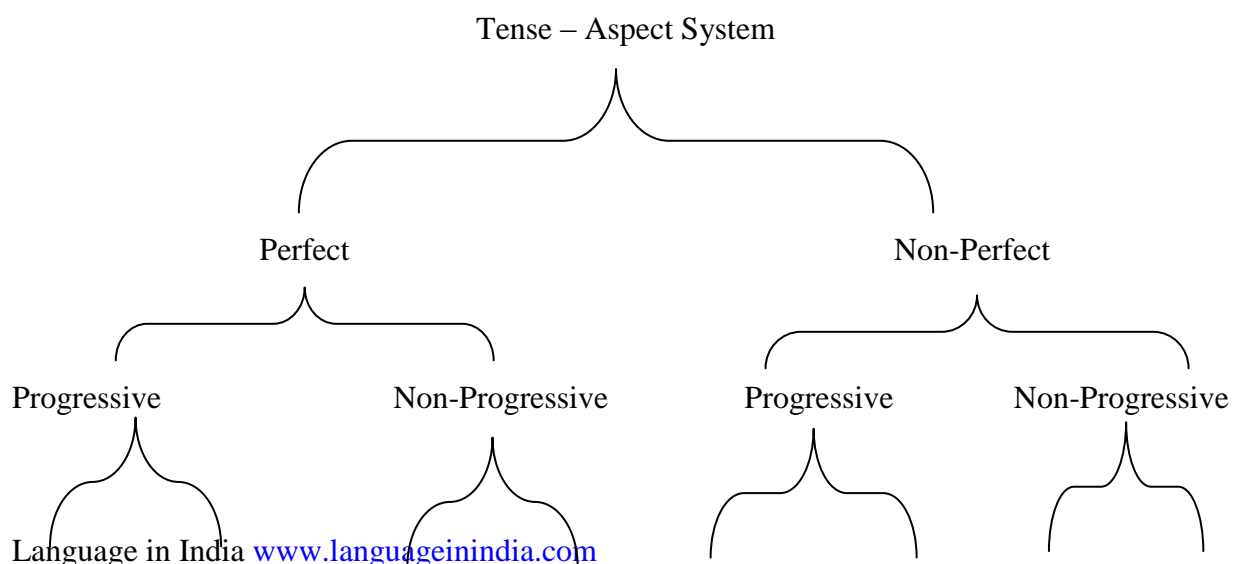 Tense – Aspect System
Perfect Non-Perfect
Progressive Non-Progressive Progressive Non-Progressive
Language in India www.languageinindia.com